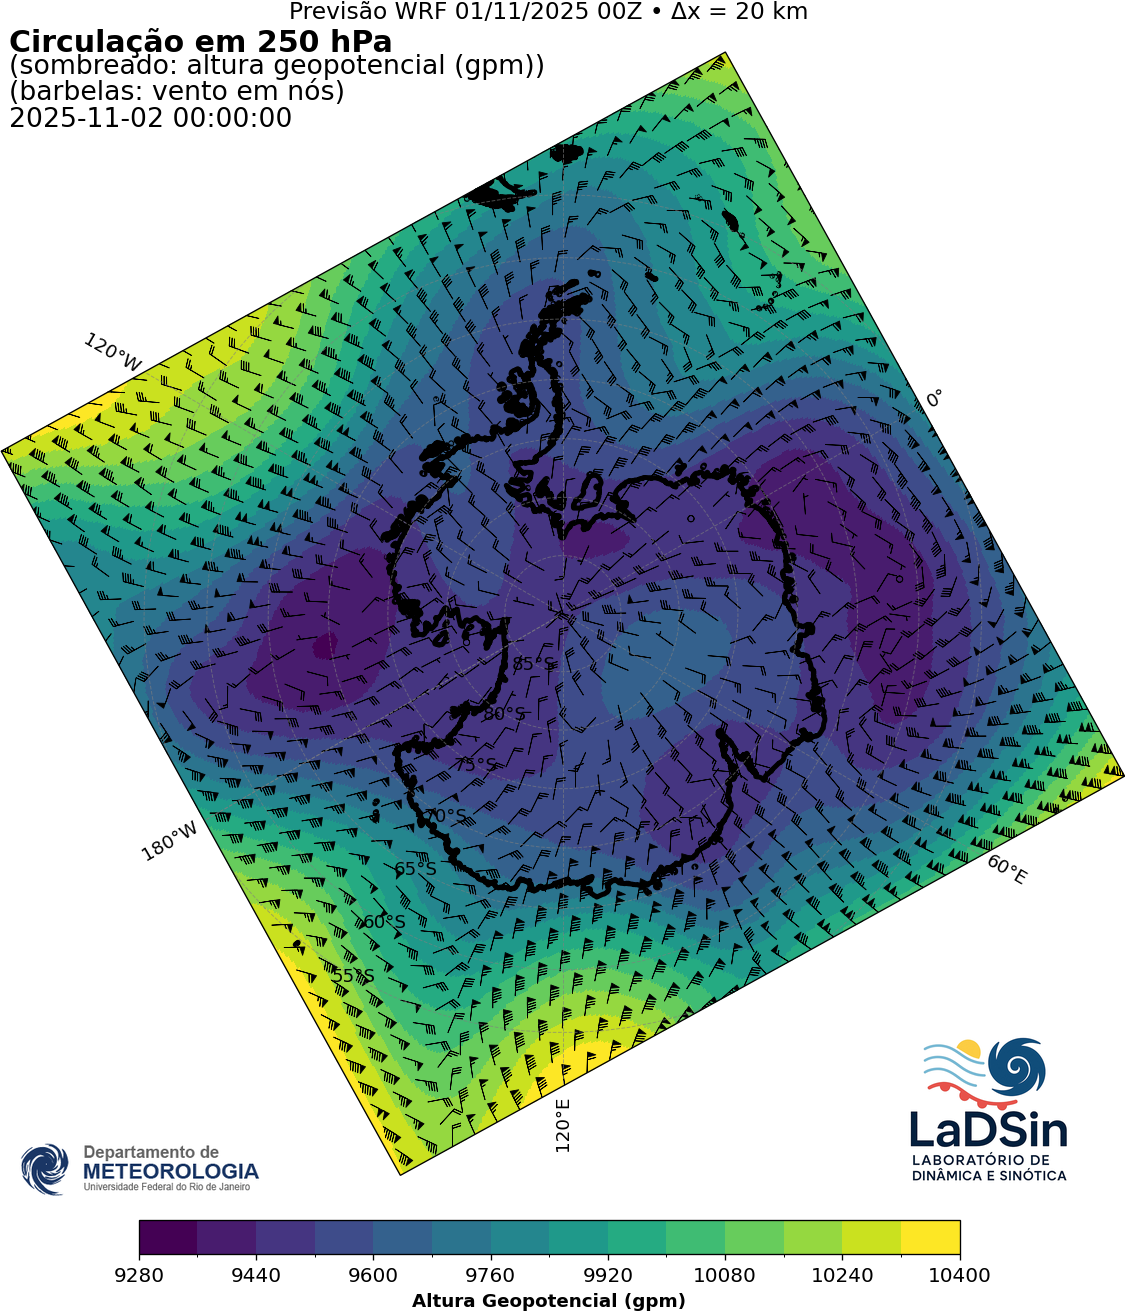 Previsão WRF 01/11/2025 00Z • Δx = 20 km
Circulação em 250 hPa
(sombreado: altura geopotencial (gpm))
(barbelas: vento em nós)
2025-11-02 00:00:00
120°W
0°
85°S
80°S
75°S
70°S
180°W
65°S
60°E
60°S
55°S
120°E
LaDSin
LABORATÓRIO DE
DINÂMICA E SINÓTICA
Departamento de
METEOROLOGIA
Universidade Federal do Rio de Janeiro
9280 9440 9600 9760 9920 10080 10240 10400
Altura Geopotencial (gpm)